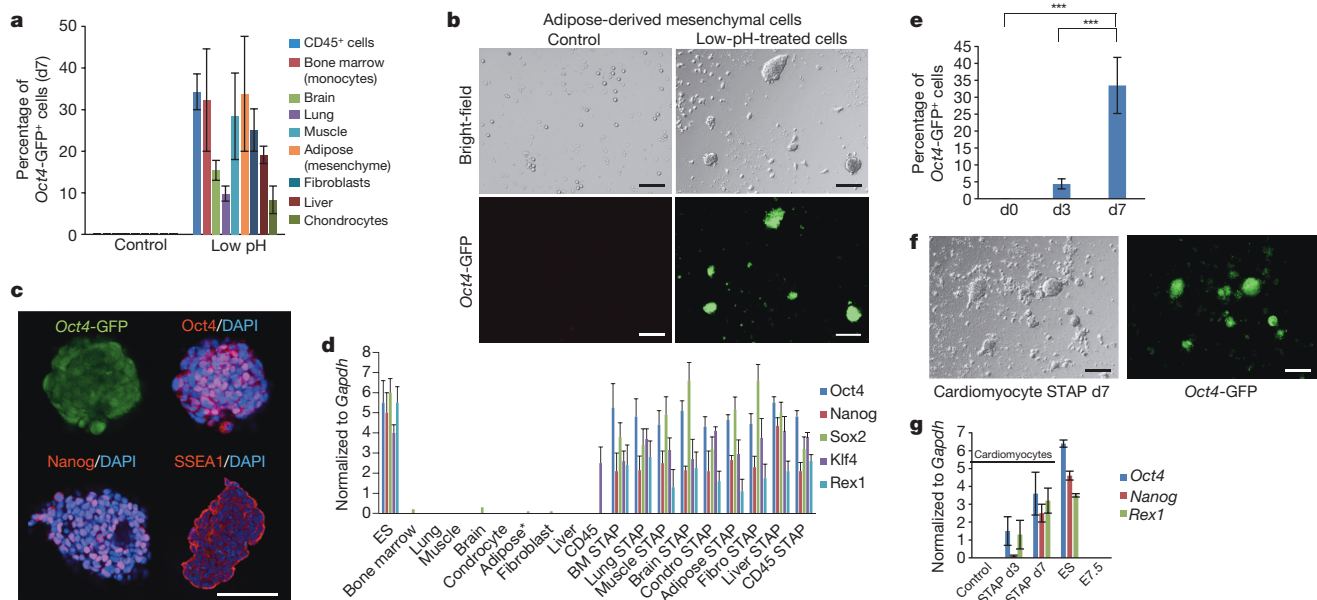 a
Percentage of
Oct4-GFP+ cells (d7)
50
40
30
20
10
0
Control
Low pH
CD45+ cells
Bone marrow
(monocytes)
Brain
Lung
Muscle
Adipose
(mesenchyme)
Fibroblasts
Liver
Chondrocytes
b
Adipose-derived mesenchymal cells
Control
Low-pH-treated cells
Bright-field
Oct4-GFP
c
Oct4-GFP
Oct4/DAPI
Nanog/DAPI
SSEA1/DAPI
d
Normalized to Gapdh
8
7
6
5
4
3
2
1
0
ES
Bone marrow
Lung
Muscle
Brain
Condrocyte
Adipose*
Fibroblast
Liver
CD45
BM STAP
Lung STAP
Muscle STAP
Brain STAP
Condro STAP
Adipose STAP
Fibro STAP
Liver STAP
CD45 STAP
Oct4
Nanog
Sox2
Klf4
Rex1
e
***
***
Percentage of
Oct4-GFP+ cells
45
40
35
30
25
20
15
10
5
0
d0
d3
d7
f
Cardiomyocyte STAP d7
Oct4-GFP
g
Normalized to Gapdh
7
6
5
4
3
2
1
0
Cardiomyocytes
Control
STAP d3
STAP d7
ES
E7.5
Oct4
Nanog
Rex1